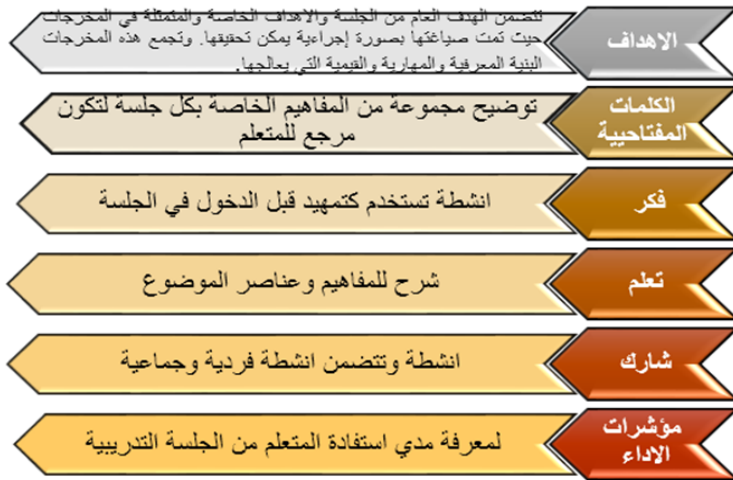 الاهداف
تتضمن الهدف العام من الجلسة والاهداف الخاصة والمتمثلة في المخرجات
حيث تمت صياغتها بصورة إجرائية يمكن تحقيقها. وتجمع هذه المخرجات
البنية المعرفية والمهارية والقيمية التي يعالجها.
الكلمات
المفتاحيية
توضيح مجموعة من المفاهيم الخاصة بكل جلسة لتكون
مرجع للمتعلم
فكر
انشطة تستخدم كتمهيد قبل الدخول في الجلسة
تعلم
شرح للمفاهيم وعناصر الموضوع
شارك
انشطة وتتضمن انشطة فردية وجماعية
مؤشرات
الاداء
لمعرفة مدي استفادة المتعلم من الجلسة التدريبية